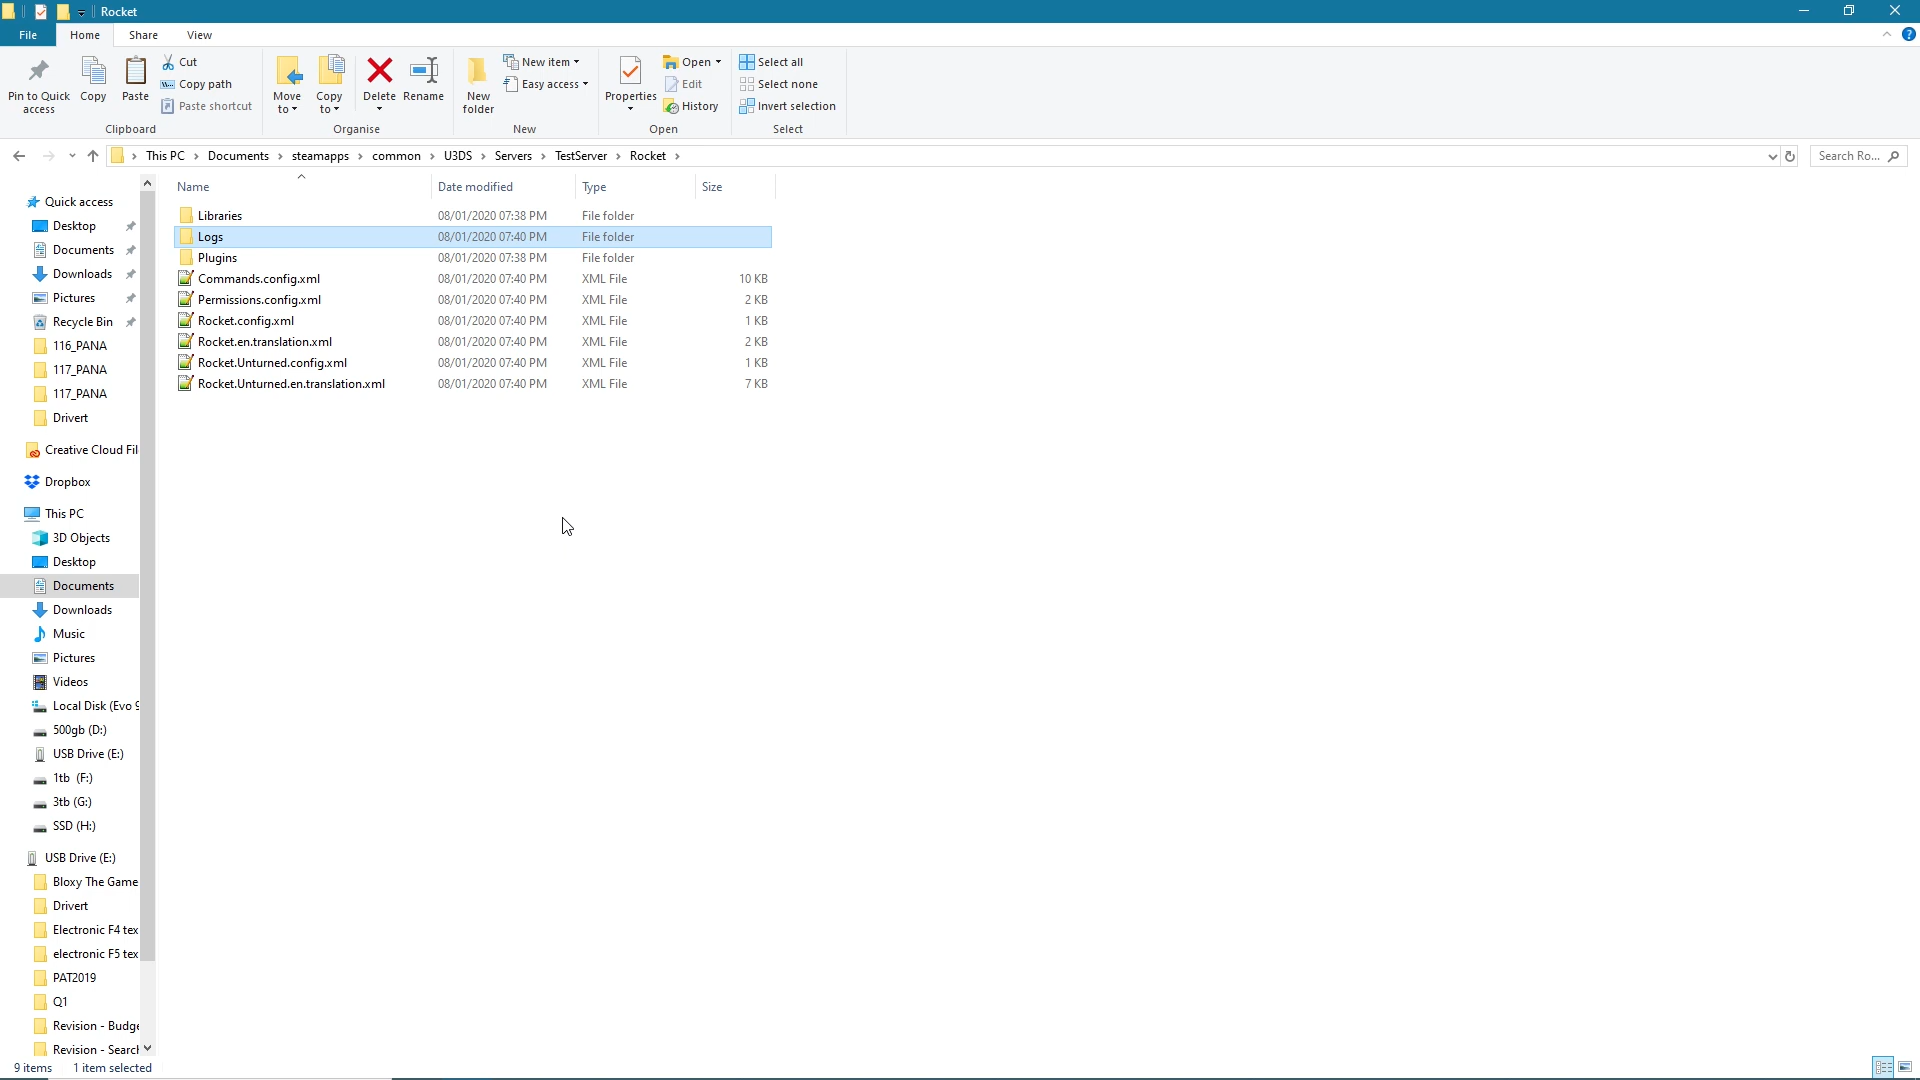 Rocket
File Home Share View
Pin to Quick access
Copy
Paste
Cut
Copy path
Paste shortcut
Clipboard
Move to
Copy to
Delete
Rename
Organise
New folder
New item
Easy access
New
Properties
Open
Edit
History
Open
Select all
Select none
Invert selection
Select
This PC Documents steamapps common U3DS Servers TestServer Rocket
Search Ro...
Quick access
Desktop
Documents
Downloads
Pictures
Recycle Bin
116_PANA
117_PANA
117_PANA
Drivert
Creative Cloud Fil
Dropbox
This PC
3D Objects
Desktop
Documents
Downloads
Music
Pictures
Videos
Local Disk (Evo 9
500gb (D:)
USB Drive (E:)
1tb (F:)
3tb (G:)
SSD (H:)
USB Drive (E:)
Bloxy The Game
Drivert
Electronic F4 tex
electronic F5 tex
PAT2019
Q1
Revision - Budge
Revision - Search
Name Date modified Type Size
Libraries 08/01/2020 07:38 PM File folder
Logs 08/01/2020 07:40 PM File folder
Plugins 08/01/2020 07:38 PM File folder
Commands.config.xml 08/01/2020 07:40 PM XML File 10 KB
Permissions.config.xml 08/01/2020 07:40 PM XML File 2 KB
Rocket.config.xml 08/01/2020 07:40 PM XML File 1 KB
Rocket.en.translation.xml 08/01/2020 07:40 PM XML File 2 KB
Rocket.Unturned.config.xml 08/01/2020 07:40 PM XML File 1 KB
Rocket.Unturned.en.translation.xml 08/01/2020 07:40 PM XML File 7 KB
9 items 1 item selected